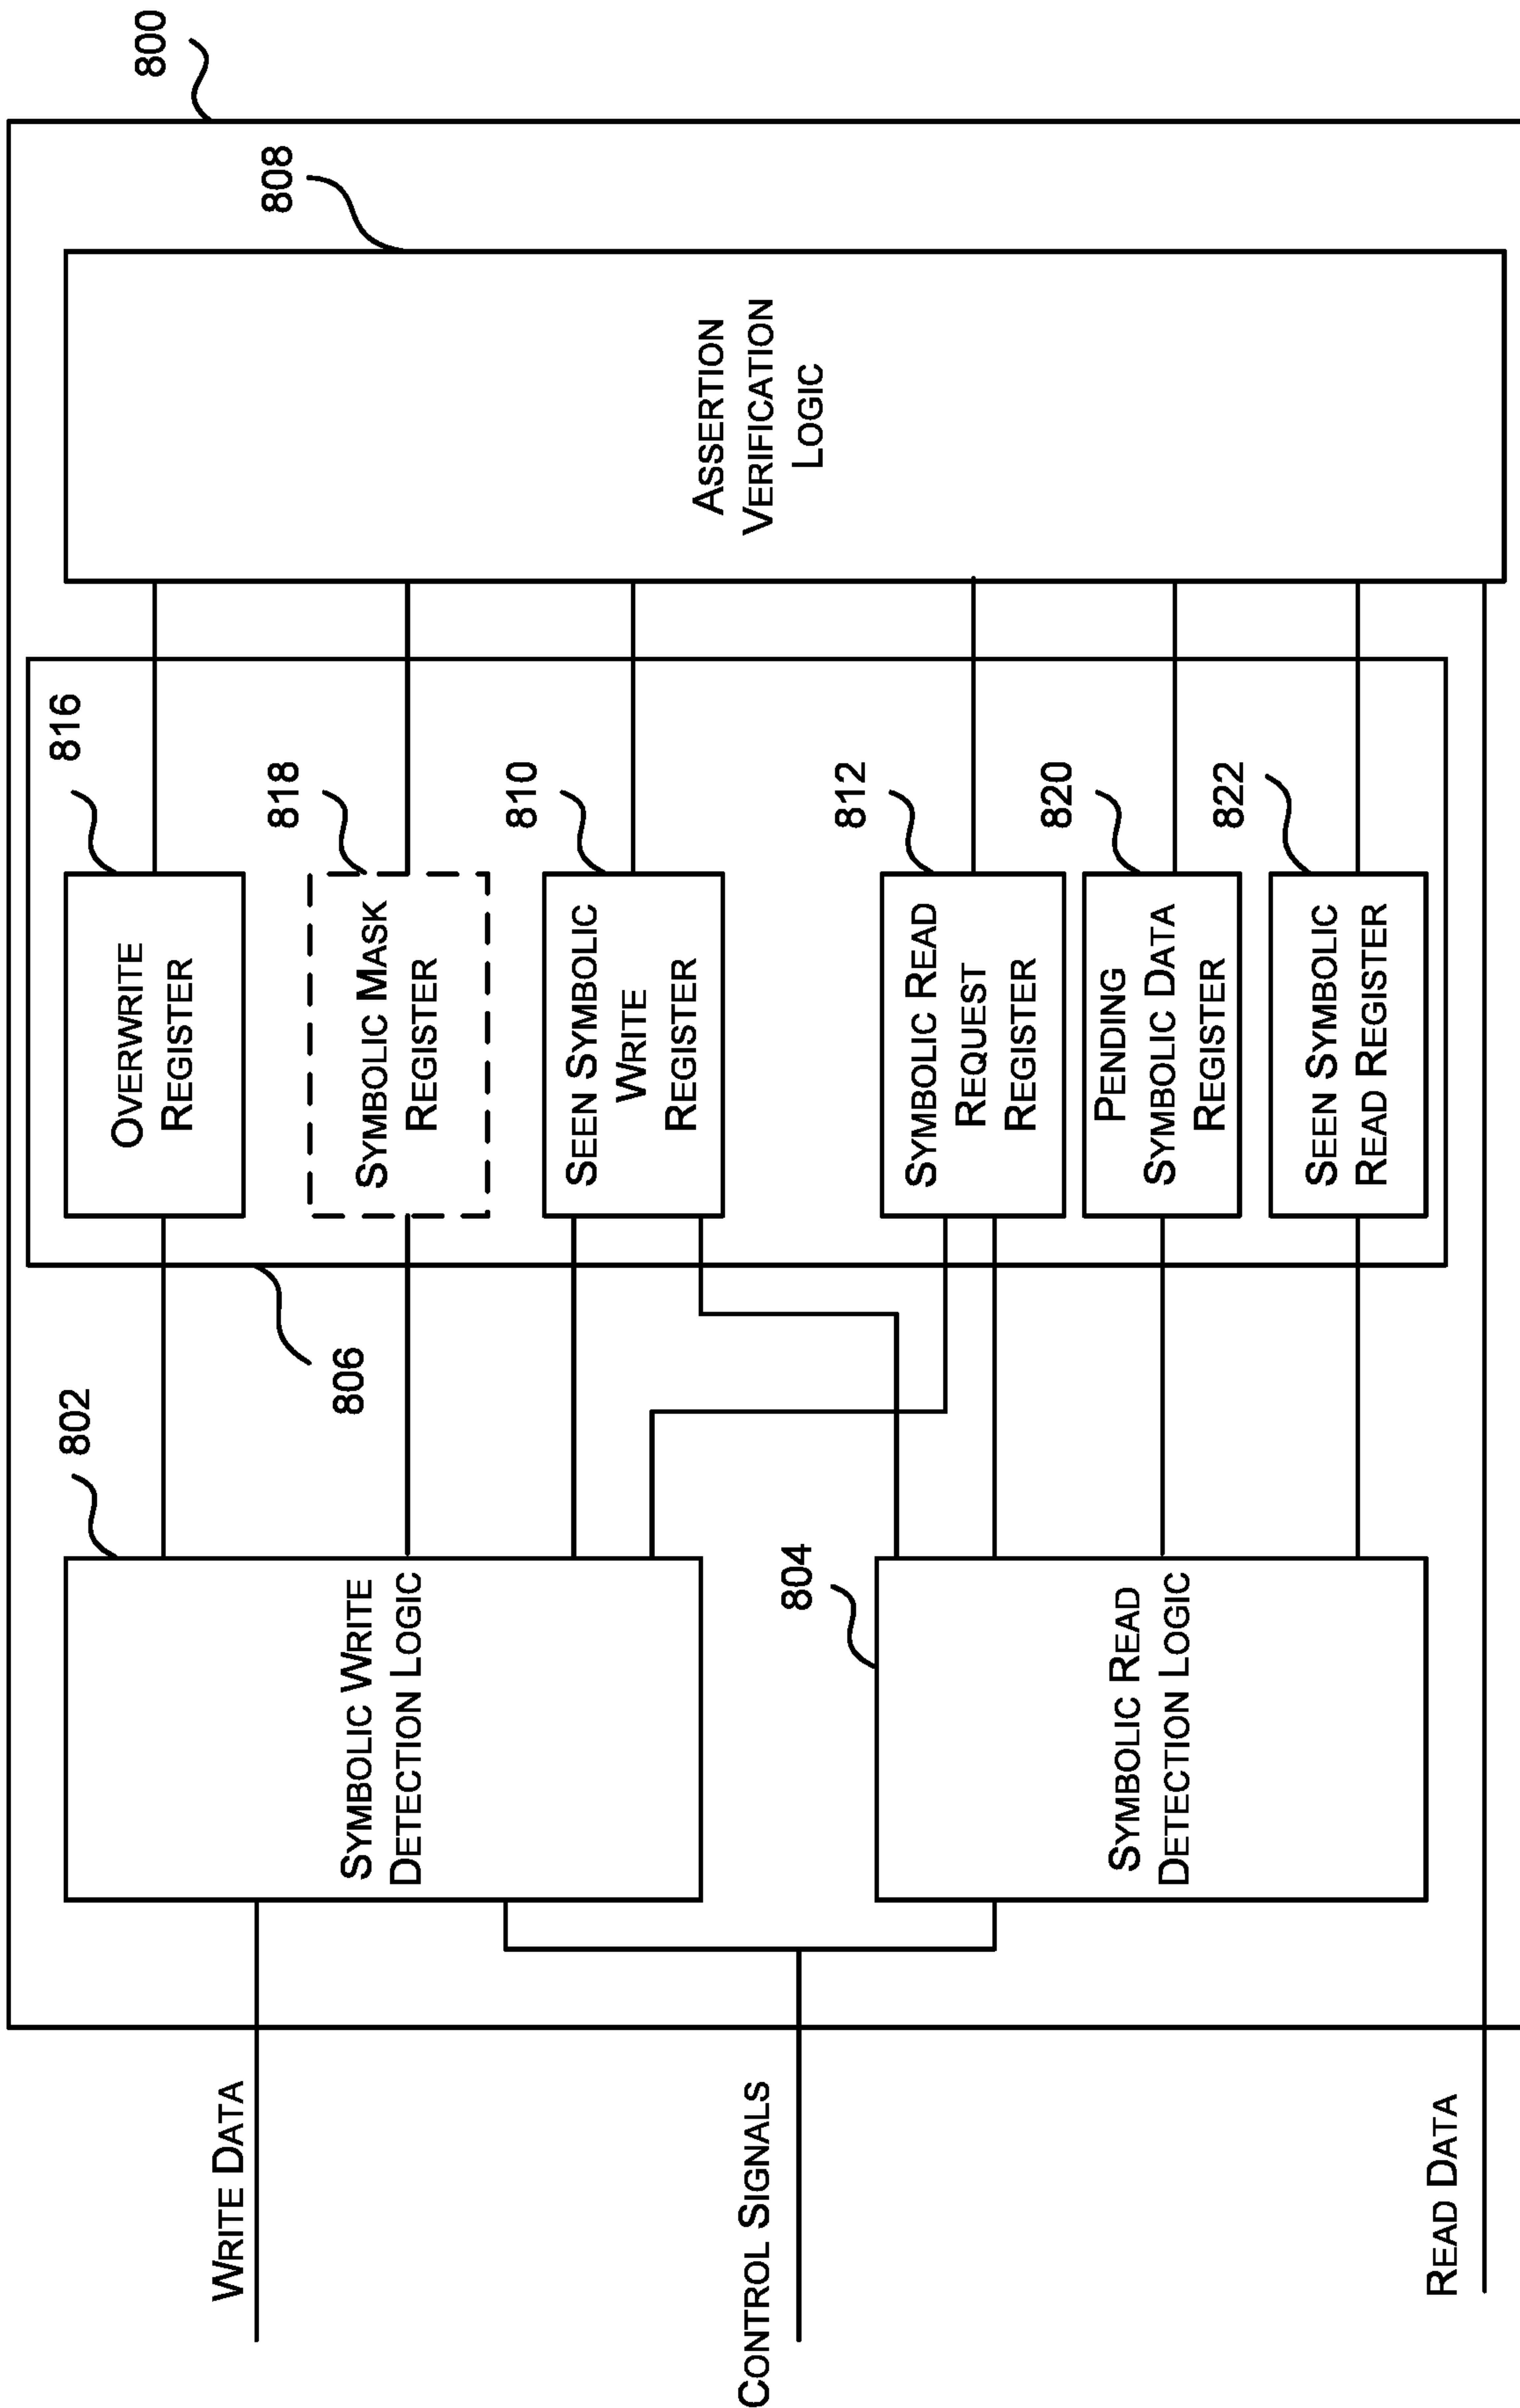 800
808
802
806
816
WRITE DATA
SYMBOLIC WRITE
DETECTION LOGIC
OVERWRITE
REGISTER
818
SYMBOLIC MASK
REGISTER
810
SEEN SYMBOLIC
WRITE
REGISTER
ASSERTION
VERIFICATION
LOGIC
CONTROL SIGNALS
804
SYMBOLIC READ
DETECTION LOGIC
812
SYMBOLIC READ
REQUEST
REGISTER
820
PENDING
SYMBOLIC DATA
REGISTER
822
SEEN SYMBOLIC
READ REGISTER
READ DATA